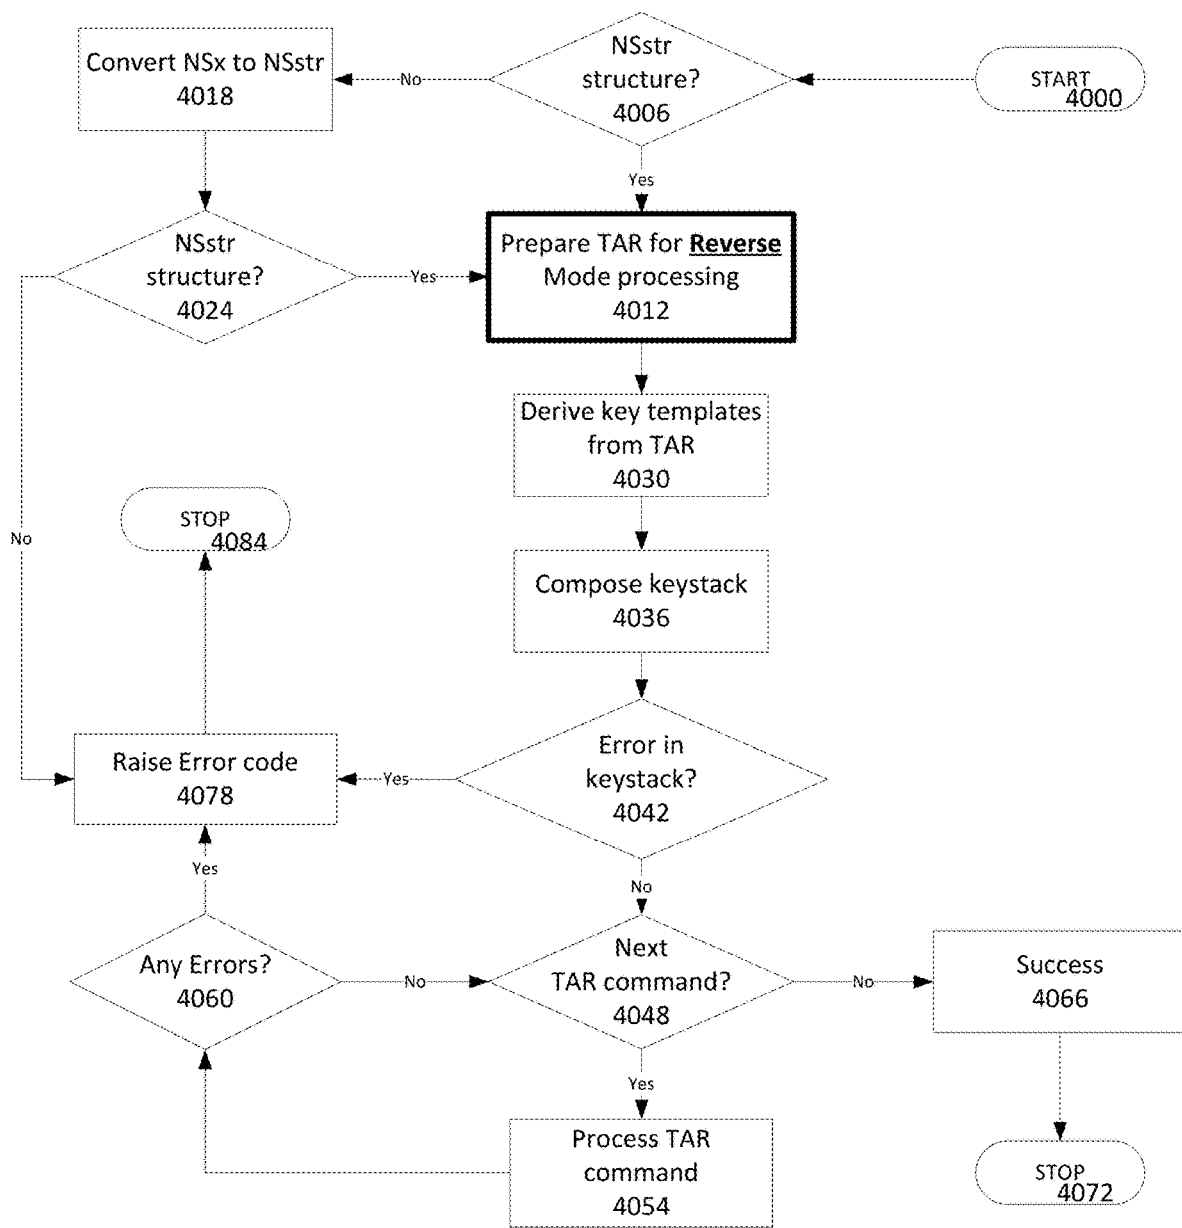 Convert NSx to NSstr
4018
No
NSstr
structure?
4006
START
4000
Yes
NSstr
structure?
4024
Yes
Prepare TAR for Reverse
Mode processing
4012
Derive key templates
from TAR
4030
STOP
4084
No
Compose keystack
4036
Raise Error code
4078
Yes
Error in
keystack?
4042
Yes
No
Any Errors?
4060
No
Next
TAR command?
4048
No
Success
4066
Yes
Process TAR
command
4054
STOP
4072